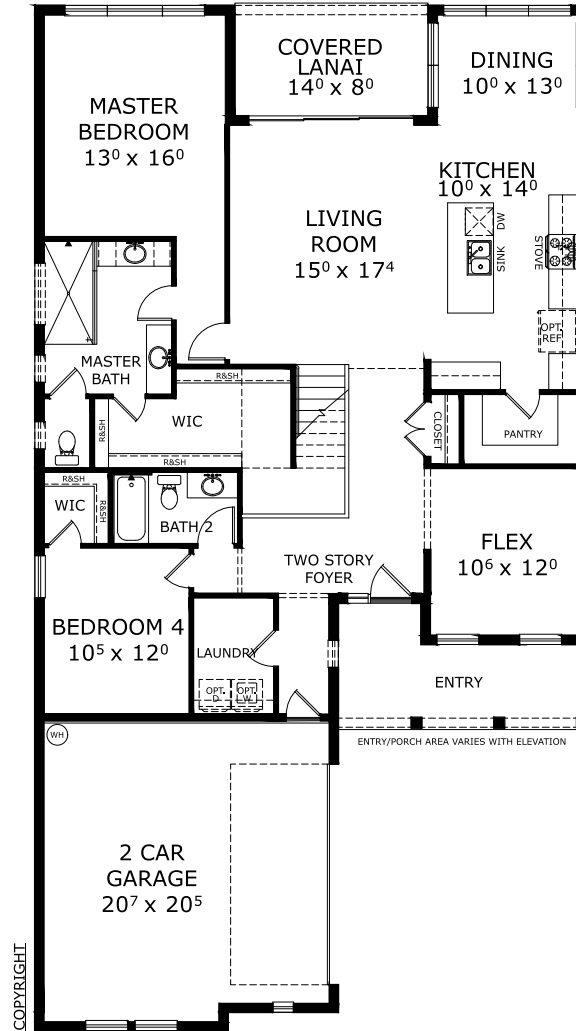 COVERED
LANAI
14⁰ x 8⁰
DINING
10⁰ x 13⁰
MASTER
BEDROOM
13⁰ x 16⁰
KITCHEN
10⁰ x 14⁰
LIVING
ROOM
15⁰ x 17⁴
DW
SINK
STOVE
OPT.
REF
MASTER
BATH
R&SH
R&SH
WIC
R&SH
CLOSET
PANTRY
R&SH
WIC
R&SH
BATH 2
TWO STORY
FOYER
FLEX
10⁶ x 12⁰
BEDROOM 4
10⁵ x 12⁰
LAUNDRY
OPT.
D
OPT.
W
ENTRY
WH
ENTRY/PORCH AREA VARIES WITH ELEVATION
2 CAR
GARAGE
20⁷ x 20⁵
COPYRIGHT